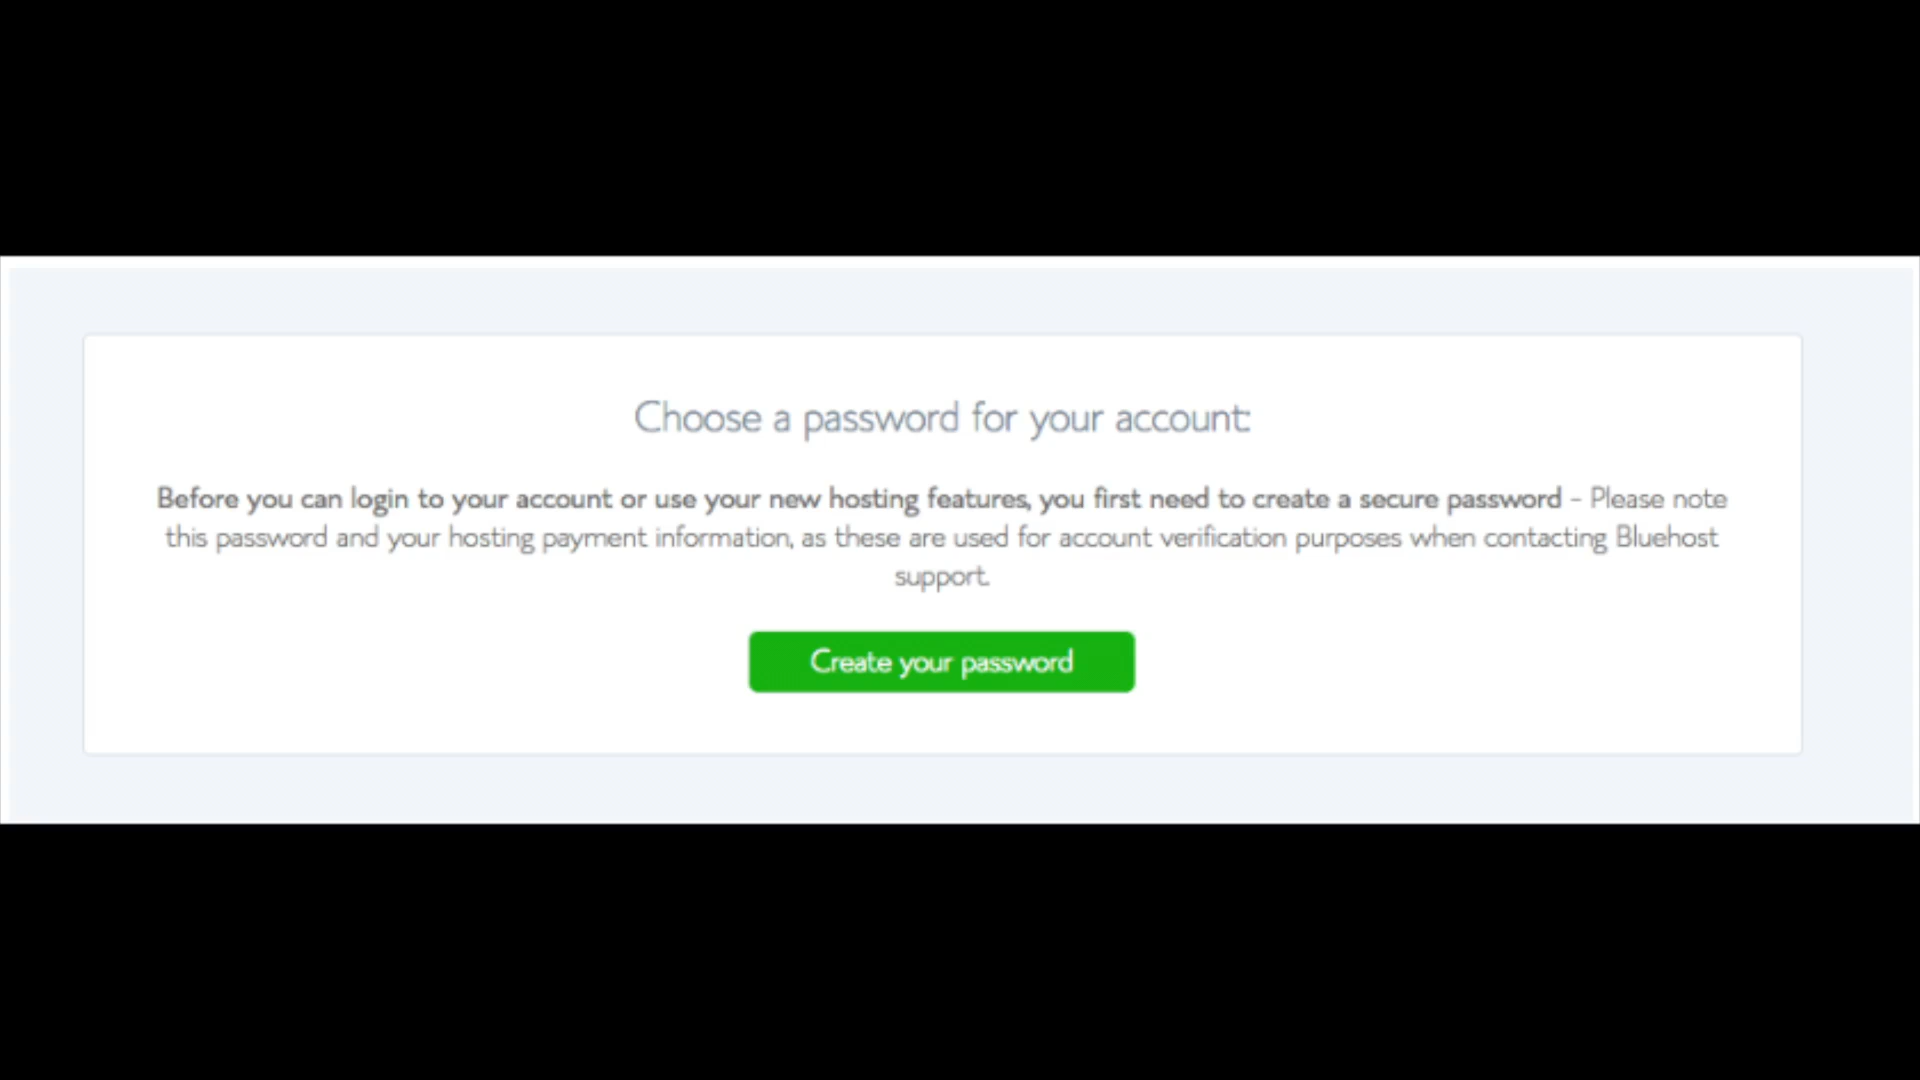 Choose a password for your account:
Before you can login to your account or use your new hosting features, you first need to create a secure password - Please note
this password and your hosting payment information, as these are used for account verification purposes when contacting Bluehost
support.
Create your password